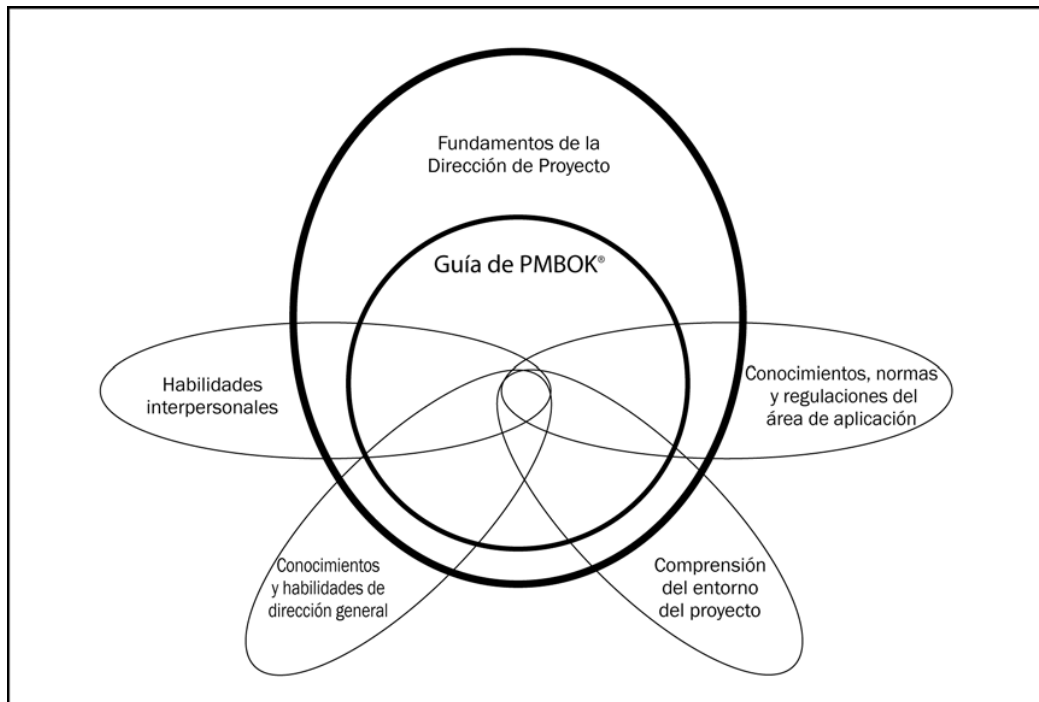 Fundamentos de la
Dirección de Proyecto
Guía de PMBOK®
Habilidades
interpersonales
Conocimientos, normas
y regulaciones del
área de aplicación
Conocimientos
y habilidades de
dirección general
Comprensión
del entorno
del proyecto